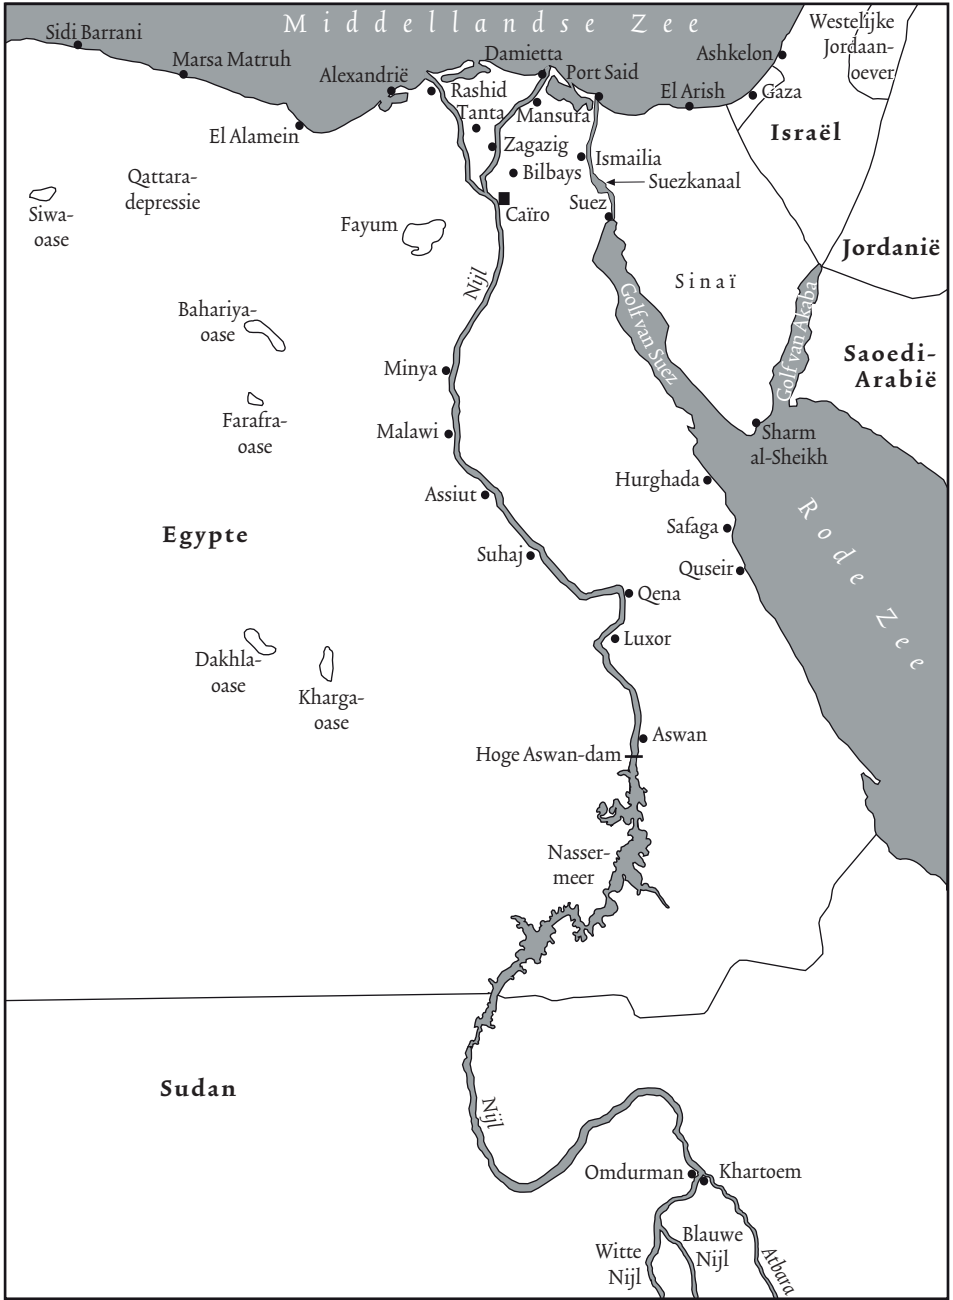 Middellandse Zee
Westelijke
Jordaan-
oever
Sidi Barrani
Marsa Matruh
Damietta
Ashkelon
Alexandrië
Port Said
Rashid
El Arish
Gaza
Tanta
Mansura
El Alamein
Israël
Zagazig
Ismailia
Bilbays
Suezkanaal
Qattara-
depressie
Siwa-
oase
Suez
Caïro
Fayum
Jordanië
Sinaï
Nijl
Golf van Suez
Golf van Akaba
Bahariya-
oase
Saoedi-
Arabië
Minya
Farafra-
oase
Malawi
Sharm
al-Sheikh
Hurghada
Assiut
Rode Zee
Safaga
Egypte
Suhaj
Quseir
Qena
Luxor
Dakhla-
oase
Kharga-
oase
Aswan
Hoge Aswan-dam
Nasser-
meer
Sudan
Nijl
Omdurman
Khartoem
Witte
Nijl
Blauwe
Nijl
Atbara